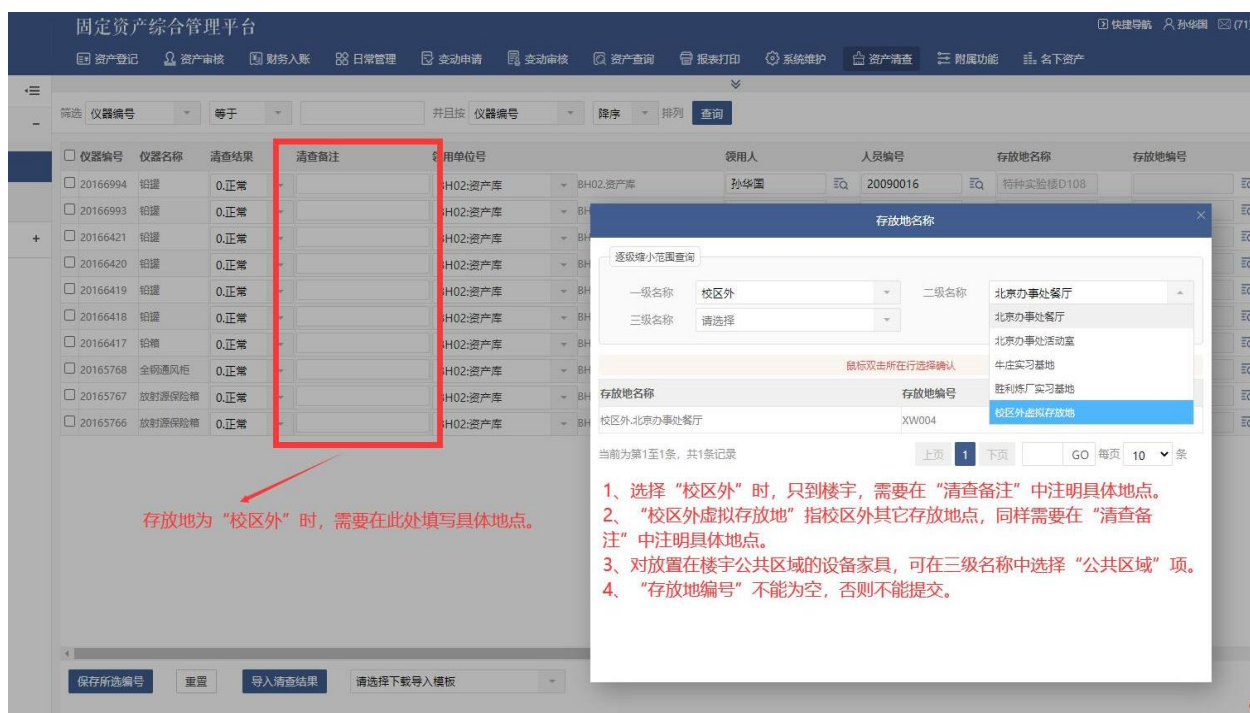 固定资产综合管理平台
快捷导航 孙华国 (71)
资产登记 资产审核 财务入账 日常管理 变动申请 变动审核 资产查询 报表打印 系统维护 资产清查 附属功能 名下资产
筛选 仪器编号 等于 并且按 仪器编号 降序 排列 查询
仪器编号 仪器名称 清查结果 清查备注 领用单位号 领用人 人员编号 存放地名称 存放地编号
20166994 铅罐 0.正常 BH02:资产库 BH02.资产库 孙华国 20090016 特种实验楼D108
20166993 铅罐 0.正常 BH02:资产库 BH
20166421 铅罐 0.正常 BH02:资产库 BH
20166420 铅罐 0.正常 BH02:资产库 BH
20166419 铅罐 0.正常 BH02:资产库 BH
20166418 铅罐 0.正常 BH02:资产库 BH
20166417 铅箱 0.正常 BH02:资产库 BH
20165768 全钢通风柜 0.正常 BH02:资产库 BH
20165767 放射源保险箱 0.正常 BH02:资产库 BH
20165766 放射源保险箱 0.正常 BH02:资产库 BH
存放地为“校区外”时，需要在此处填写具体地点。
存放地名称
逐级缩小范围查询
一级名称 校区外 二级名称 北京办事处餐厅
三级名称 请选择
北京办事处餐厅
北京办事处活动室
牛庄实习基地
胜利炼厂实习基地
校区外虚拟存放地
鼠标双击所在行选择确认
存放地名称 存放地编号
校区外.北京办事处餐厅 XW004
当前为第1至1条，共1条记录 上页 1 下页 GO 每页 10 条
1、选择“校区外”时，只到楼宇，需要在“清查备注”中注明具体地点。
2、“校区外虚拟存放地”指校区外其它存放地点，同样需要在“清查备
注”中注明具体地点。
3、对放置在楼宇公共区域的设备家具，可在三级名称中选择“公共区域”项。
4、“存放地编号”不能为空，否则不能提交。
保存所选编号 重置 导入清查结果 请选择下载导入模板